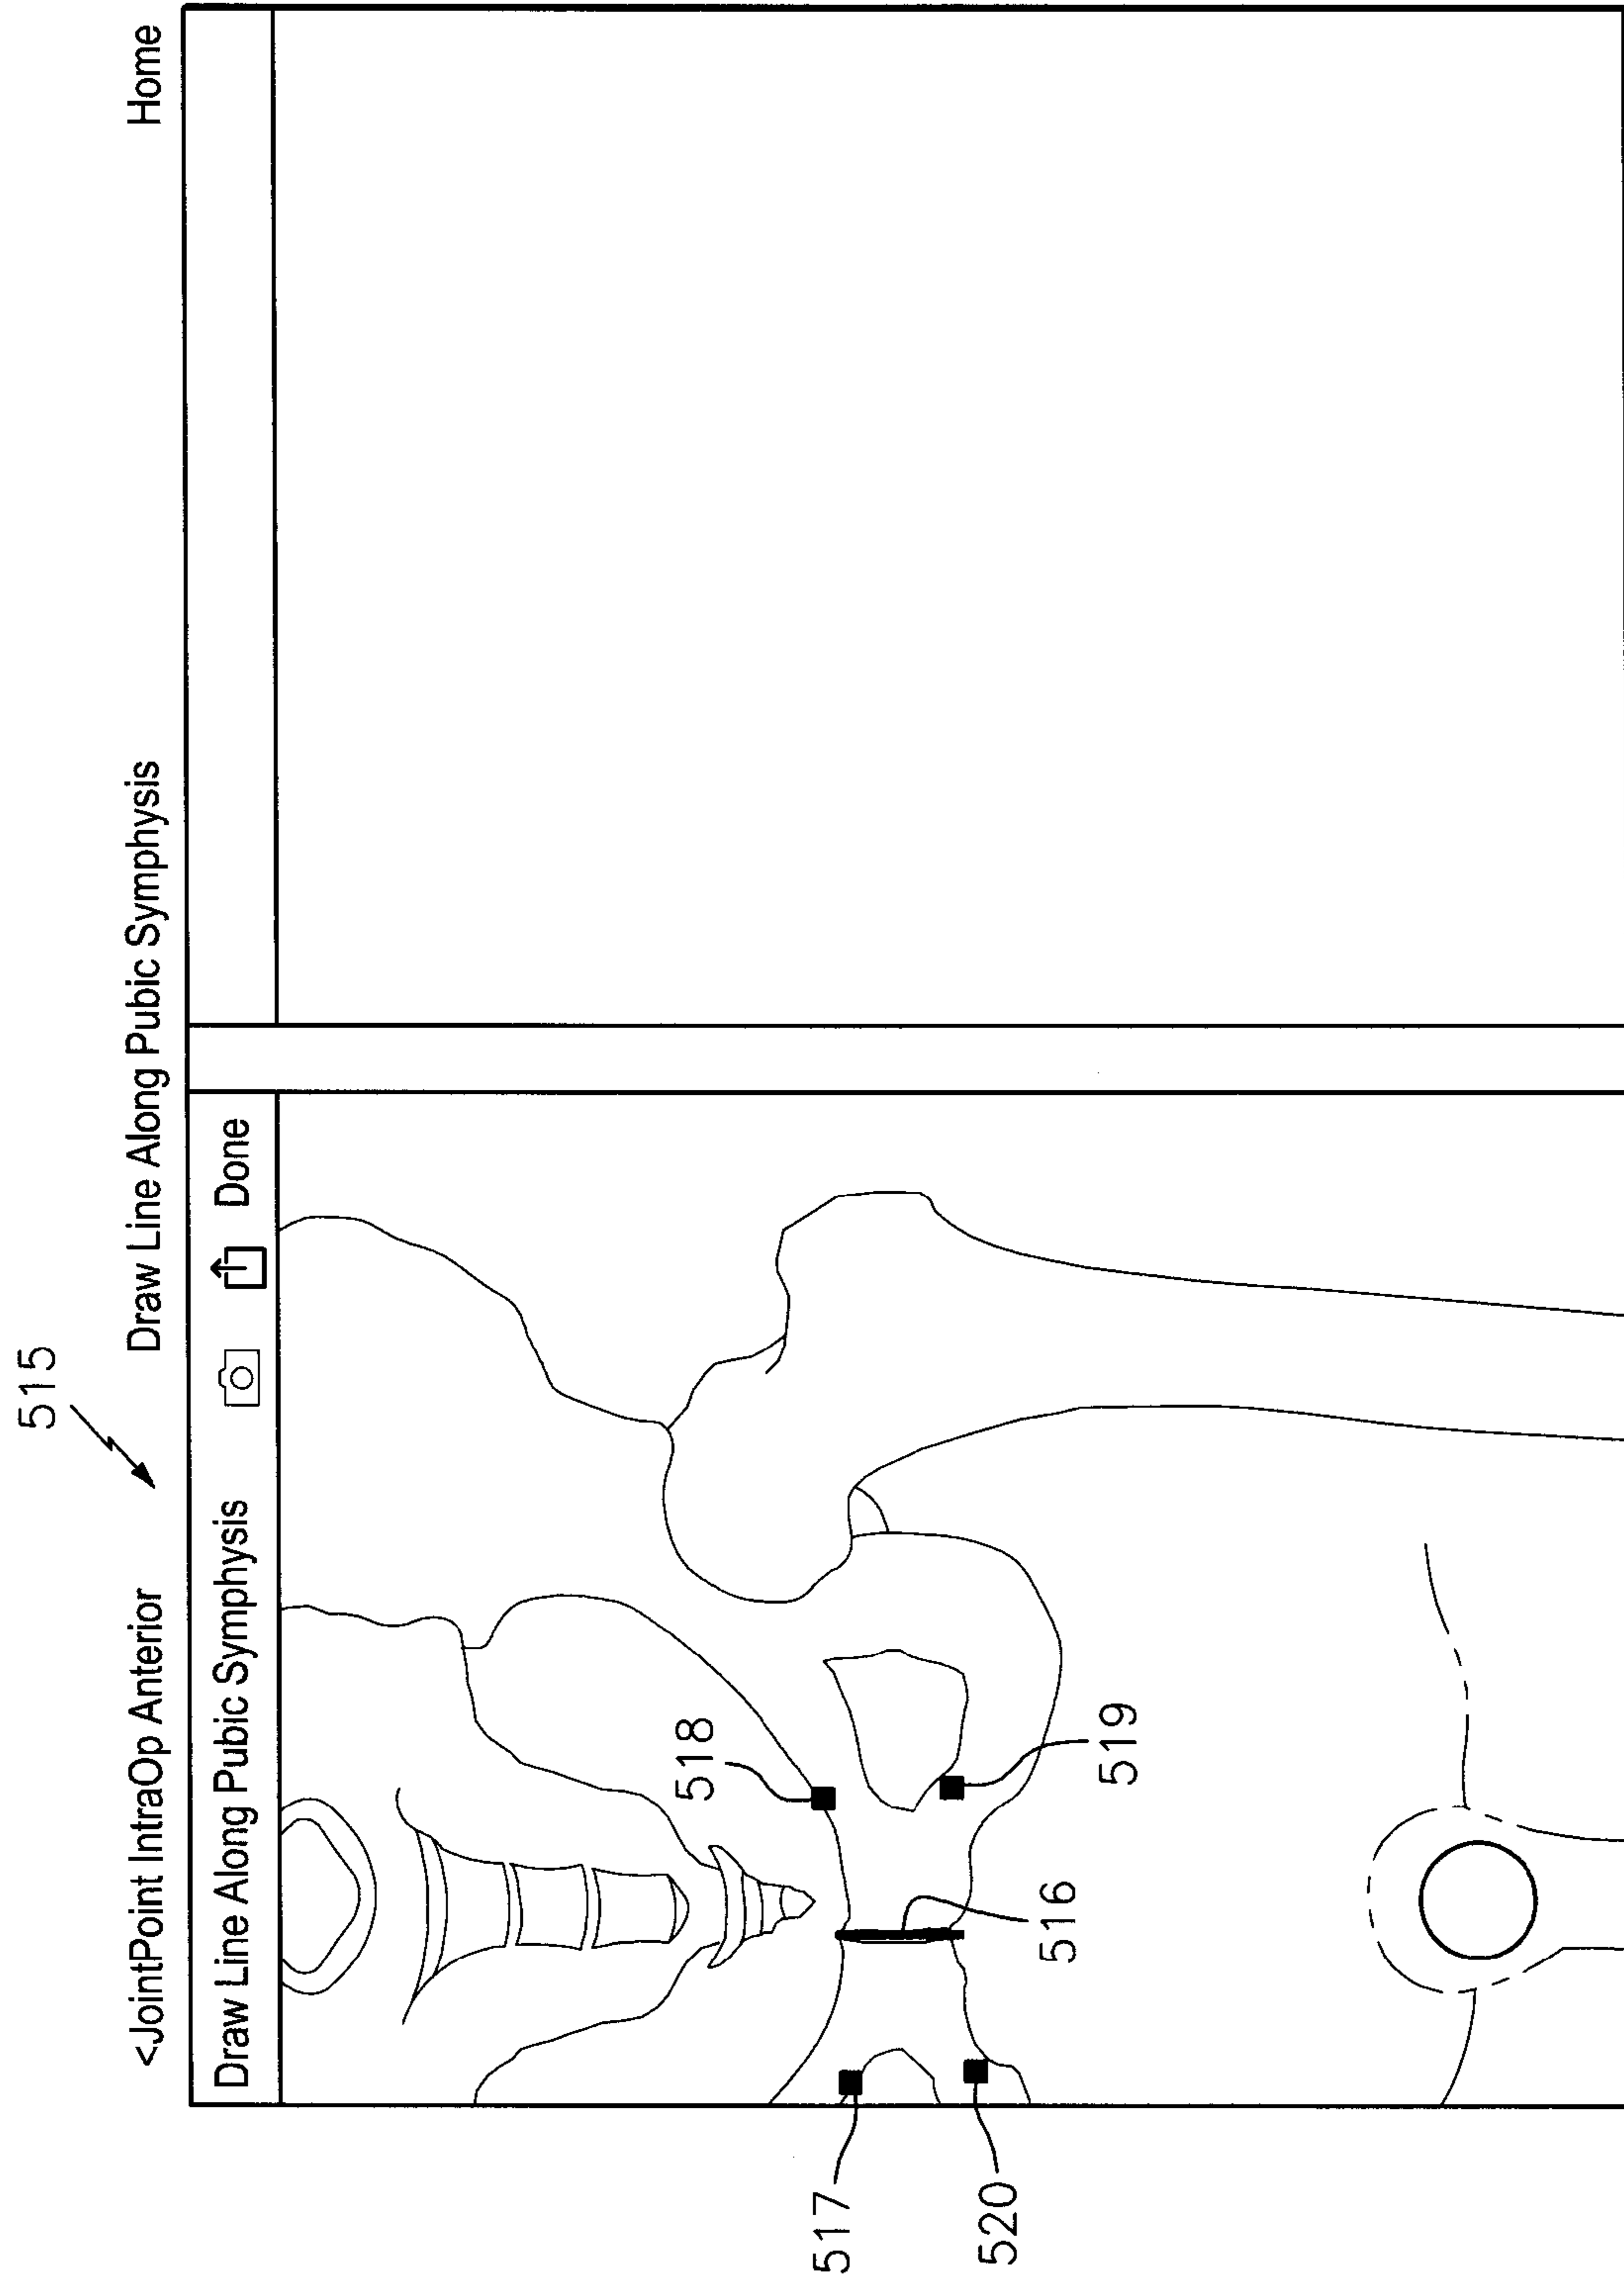 515
<JointPoint IntraOp Anterior
Draw Line Along Pubic Symphysis
Home
Draw Line Along Pubic Symphysis
Done
518
517
519
516
520